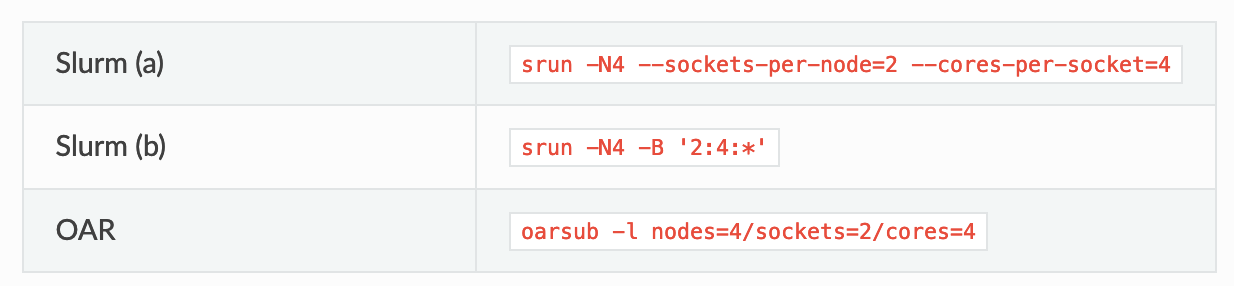 Slurm (a) srun -N4 --sockets-per-node=2 --cores-per-socket=4
Slurm (b) srun -N4 -B '2:4:*'
OAR oarsub -l nodes=4/sockets=2/cores=4